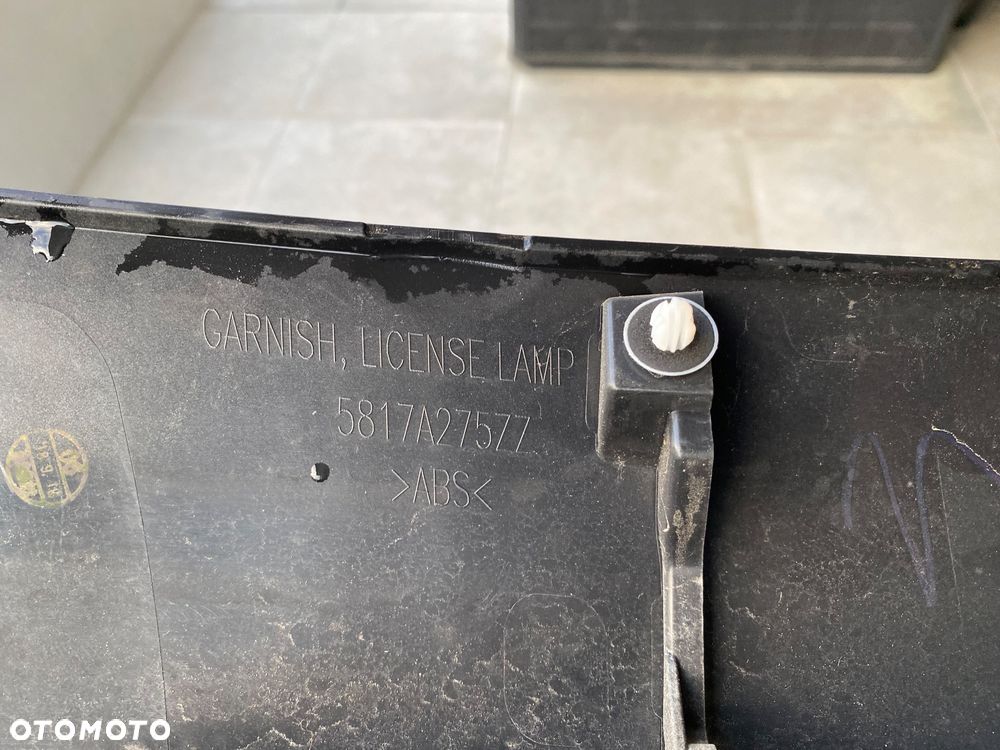 GARNISH, LICENSE LAMP
5817A275ZZ
>ABS<
OTOMOTO